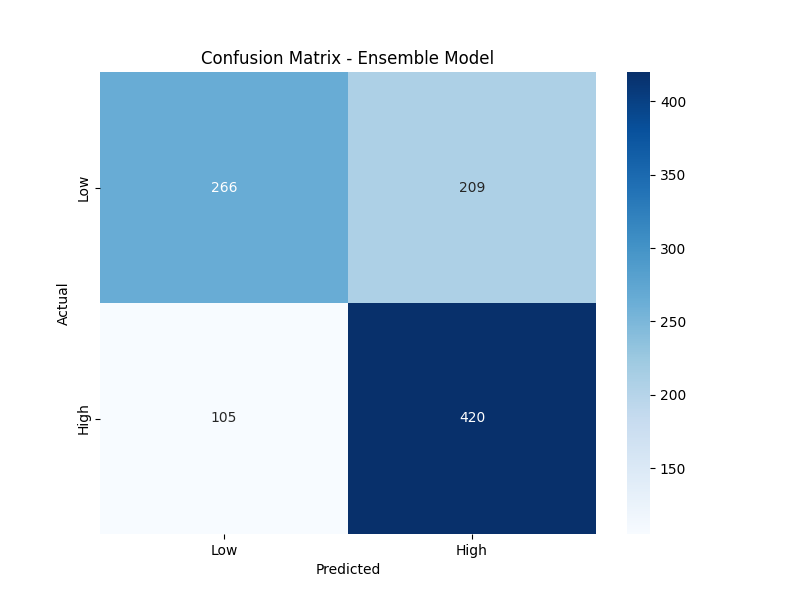 Confusion Matrix - Ensemble Model
Low
266
209
High
105
420
Actual
Low
High
Predicted
400
350
300
250
200
150